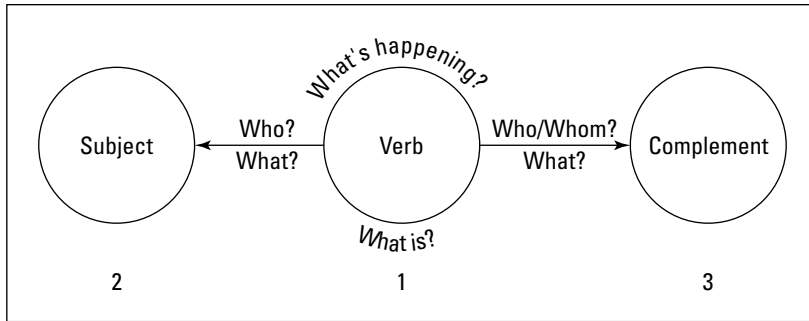 What's happening?
Subject
Who?
What?
Verb
Who/Whom?
What?
Complement
What is?
2
1
3